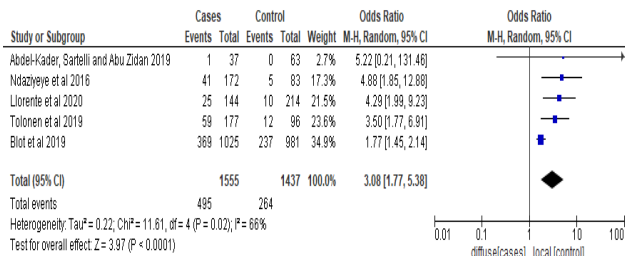 Cases Control Odds Ratio Odds Ratio
Study or Subgroup Events Total Events Total Weight M-H, Random, 95% CI M-H, Random, 95% CI
Abdel-Kader, Sartelli and Abu Zidan 2019 1 37 0 63 2.7% 5.22 [0.21, 131.46]
Ndaziyeye et al 2016 41 172 5 83 17.3% 4.88 [1.85, 12.88]
Llorente et al 2020 25 144 10 214 21.6% 4.29 [1.99, 9.23]
Tolonen et al 2019 59 177 12 96 23.6% 3.50 [1.77, 6.91]
Blot et al 2019 369 1025 237 981 34.9% 1.77 [1.45, 2.14]
Total (95% CI) 1555 1437 100.0% 3.08 [1.77, 5.38]
Total events 495 264
Heterogeneity: Tau² = 0.22; Chi² = 11.61, df = 4 (P = 0.02); I² = 66%
Test for overall effect: Z = 3.97 (P < 0.0001)
0.01 0.1 1 10 100
diffuse[cases] local [control]